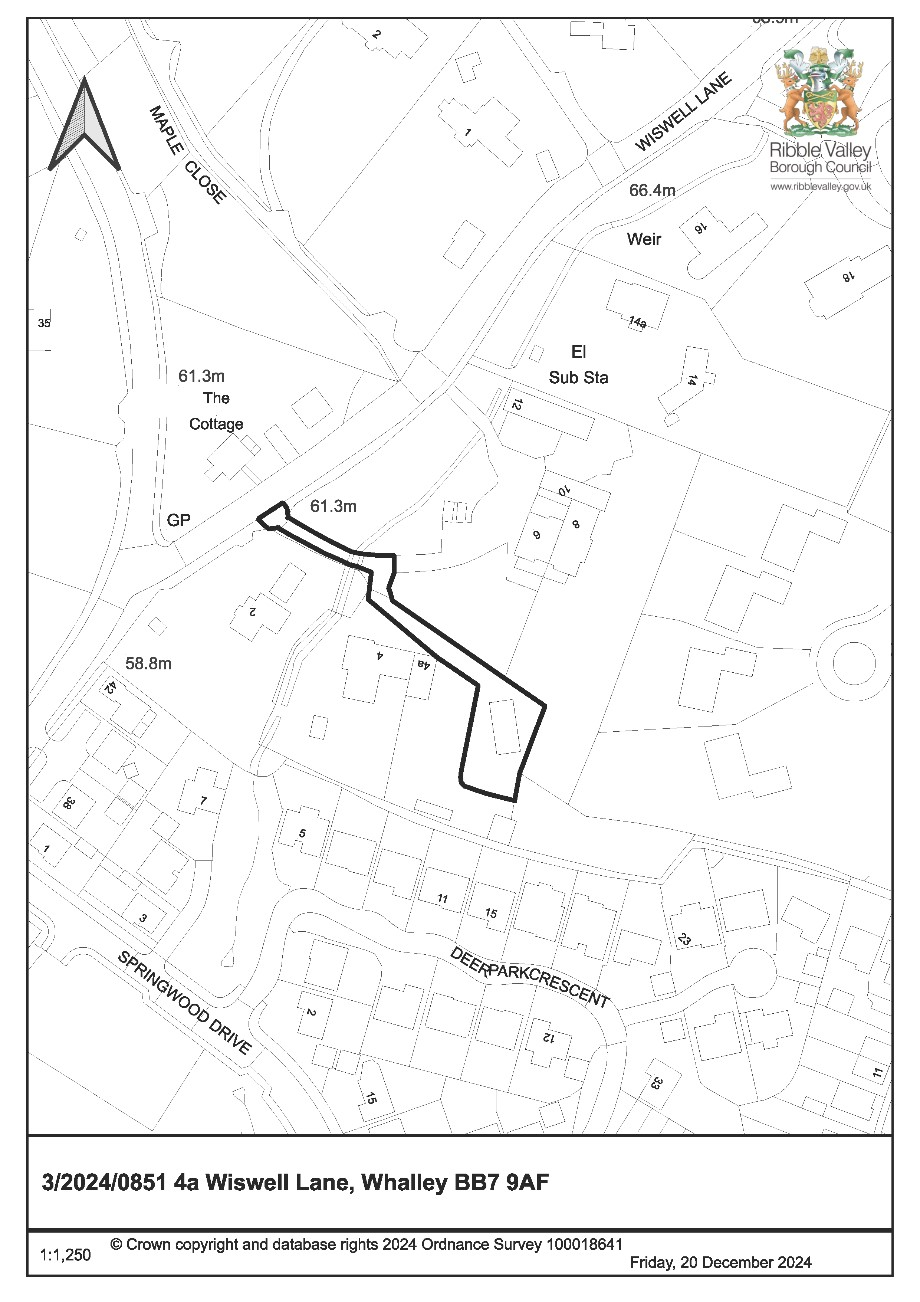 2
1
MAPLE CLOSE
WISWELL LANE
Ribble Valley
Borough Council
www.ribblevalley.gov.uk
66.4m
Weir
16
18
14a
35
El
Sub Sta
14
61.3m
The
Cottage
12
10
8
6
GP
61.3m
2
4
4a
58.8m
42
38
7
5
1
11
15
3
23
DEERPARKCRESCENT
SPRINGWOOD DRIVE
2
12
15
33
11
3/2024/0851 4a Wiswell Lane, Whalley BB7 9AF
1:1,250
© Crown copyright and database rights 2024 Ordnance Survey 100018641
Friday, 20 December 2024